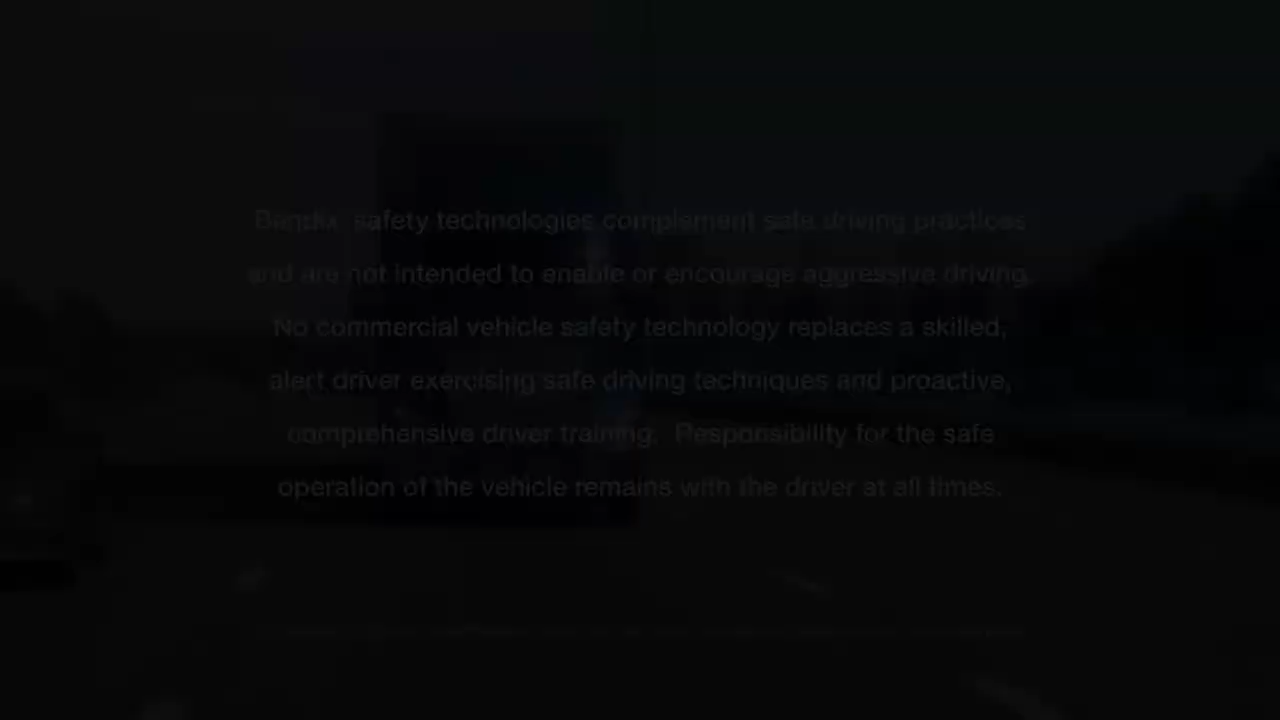 Bendix safety technologies complement safe driving practices
and are not intended to enable or encourage aggressive driving.
No commercial vehicle safety technology replaces a skilled,
alert driver exercising safe driving techniques and proactive,
comprehensive driver training. Responsibility for the safe
operation of the vehicle remains with the driver at all times.